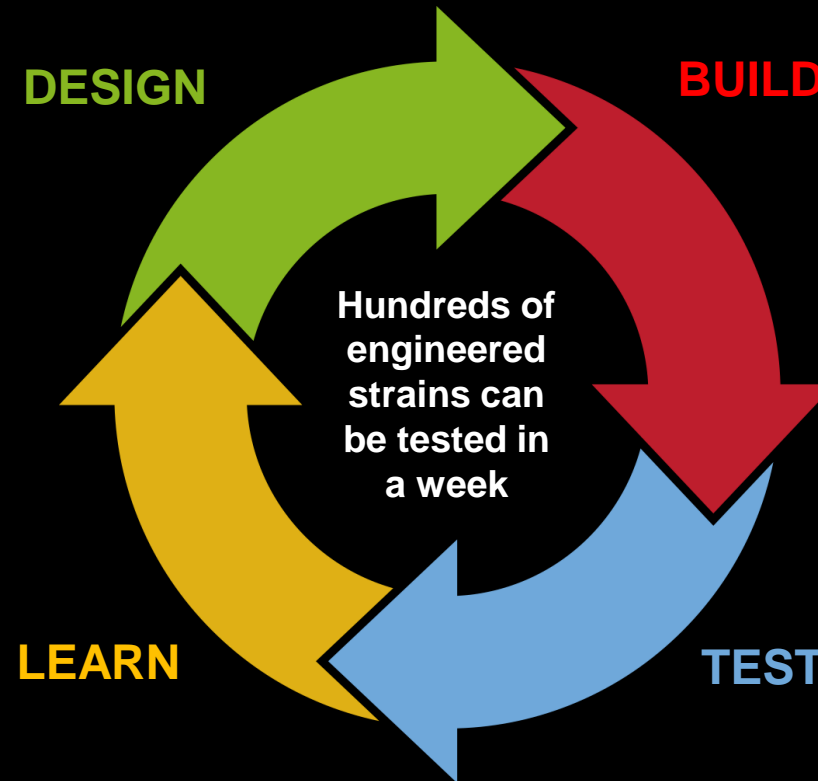 DESIGN
BUILD
Hundreds of
engineered
strains can
be tested in
a week
LEARN
TEST